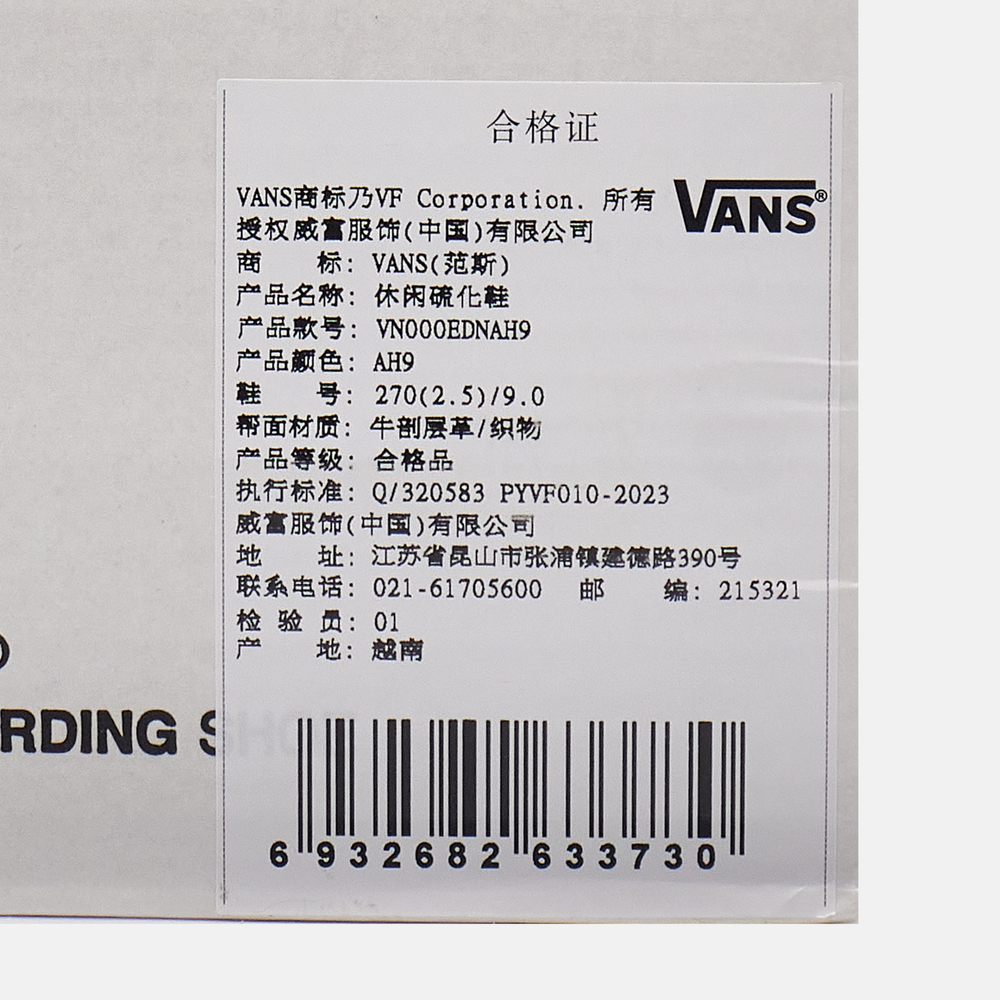 合格证
VANS商标乃VF Corporation. 所有
VANS®
授权威富服饰(中国)有限公司
商 标: VANS(范斯)
产品名称: 休闲硫化鞋
产品款号: VN000EDNAH9
产品颜色: AH9
鞋 号: 270(2.5)/9.0
帮面材质: 牛剖层革/织物
产品等级: 合格品
执行标准: Q/320583 PYVF010-2023
威富服饰(中国)有限公司
地 址: 江苏省昆山市张浦镇建德路390号
联系电话: 021-61705600 邮 编: 215321
检 验 员: 01
产 地: 越南
RDING SHOE
6 932682 633730